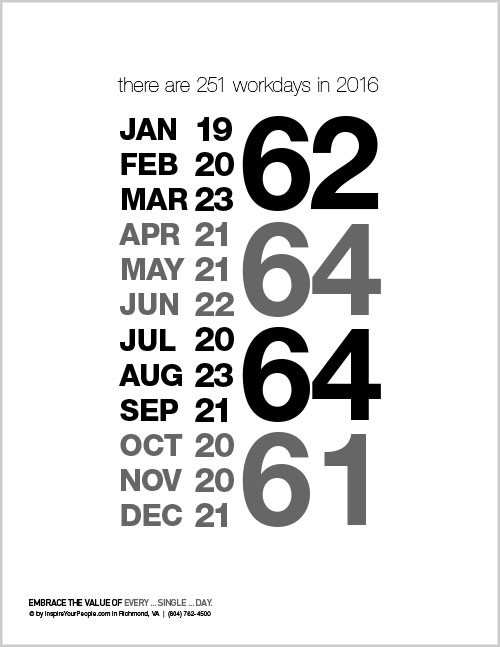 there are 251 workdays in 2016
JAN 19
FEB 20
MAR 23
62
APR 21
MAY 21
JUN 22
64
JUL 20
AUG 23
SEP 21
64
OCT 20
NOV 20
DEC 21
61
EMBRACE THE VALUE OF EVERY ... SINGLE ... DAY.
© by InspireYourPeople.com in Richmond, VA | (804) 762-4500